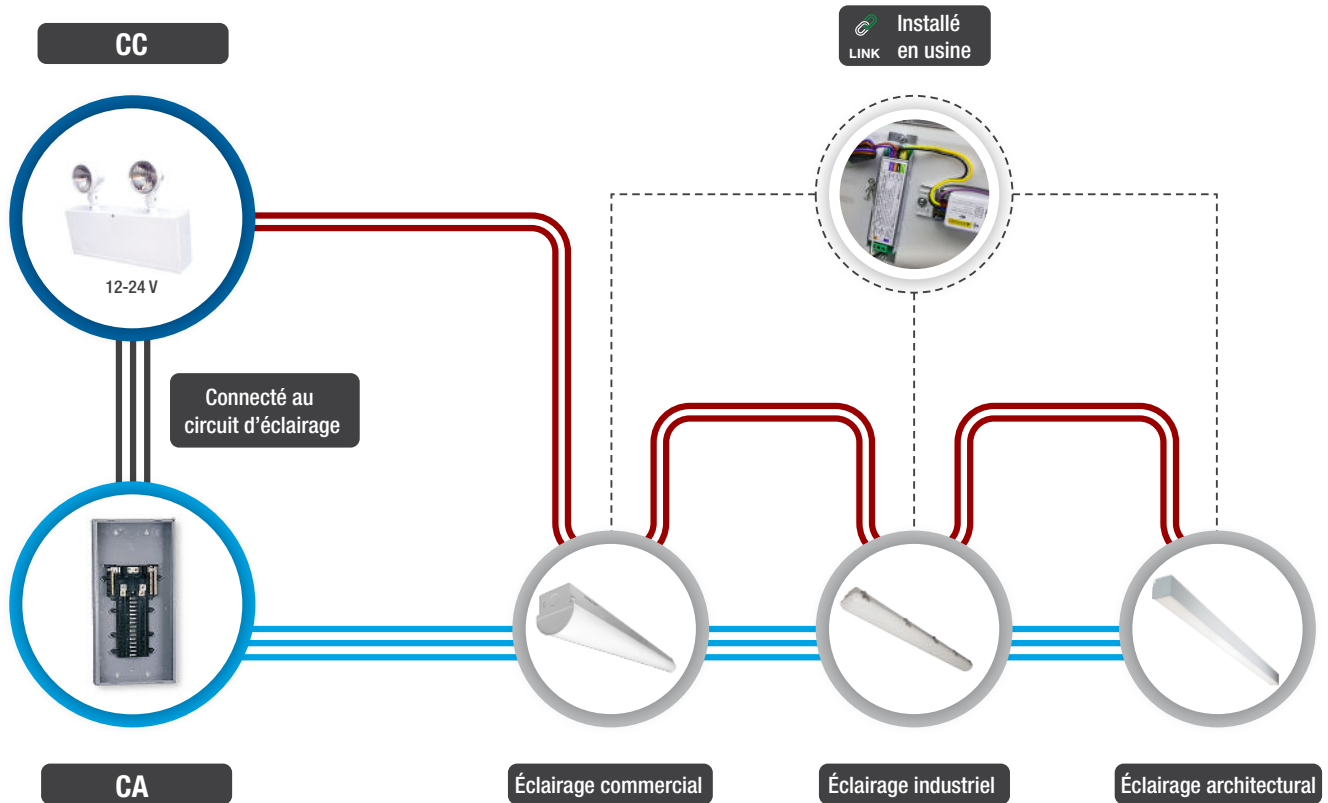 CC
LINK
Installé
en usine
12-24 V
Connecté au
circuit d’éclairage
CA
Éclairage commercial
Éclairage industriel
Éclairage architectural